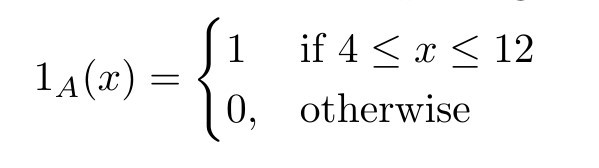 1_A(x) = { 1 if 4 ≤ x ≤ 12
0, otherwise